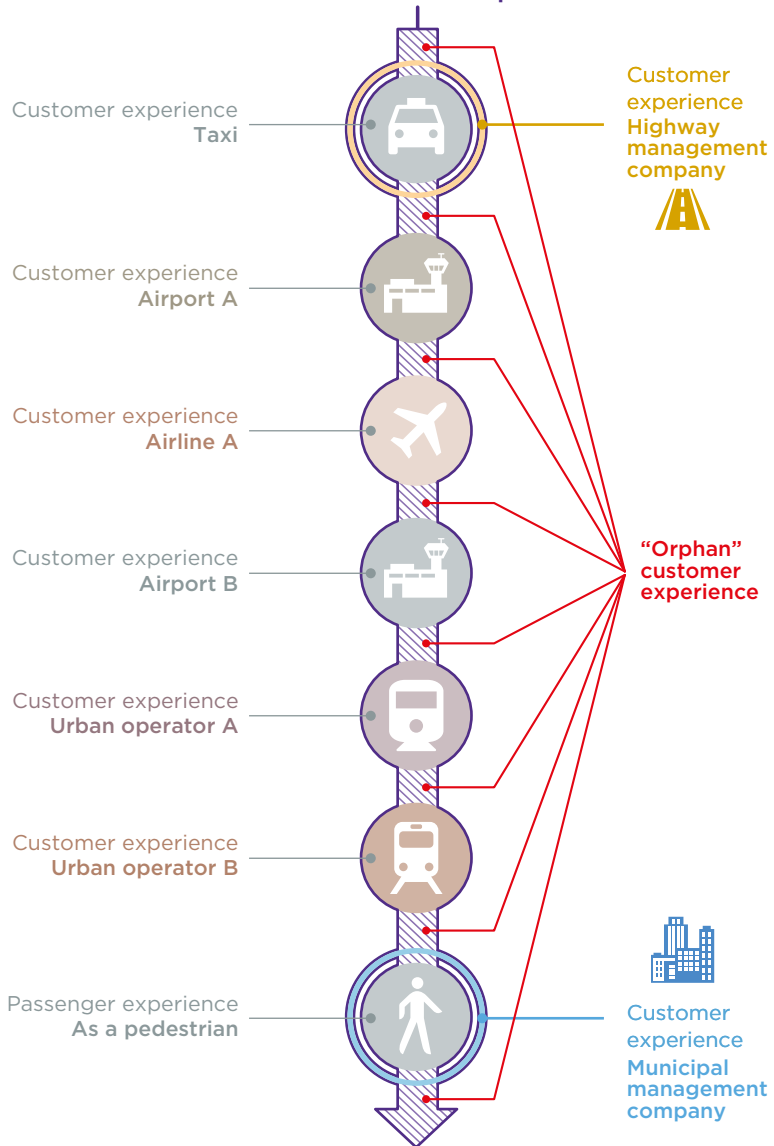 Customer experience
Taxi
Customer
experience
Highway
management
company
Customer experience
Airport A
Customer experience
Airline A
Customer experience
Airport B
“Orphan”
customer
experience
Customer experience
Urban operator A
Customer experience
Urban operator B
Passenger experience
As a pedestrian
Customer
experience
Municipal
management
company